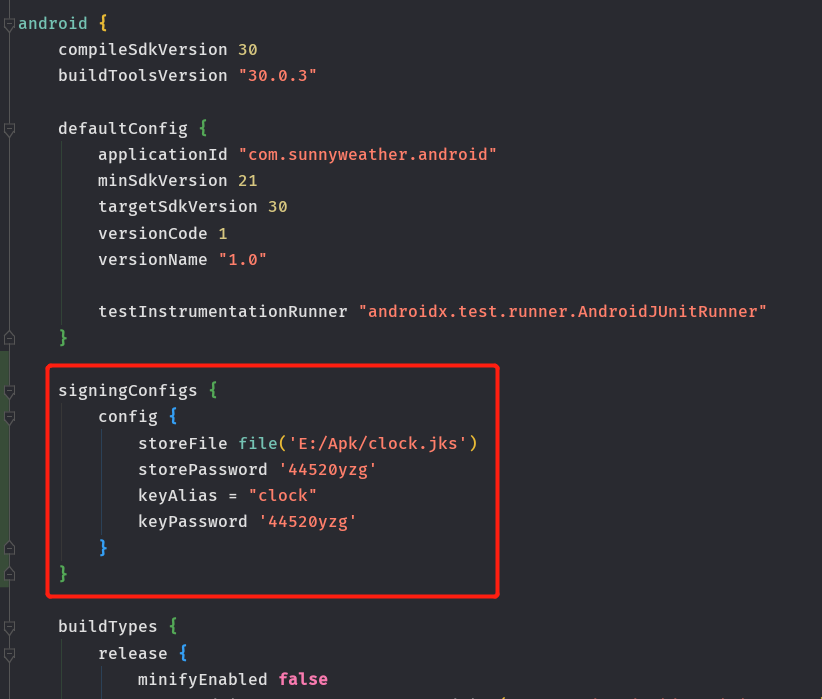 android {
compileSdkVersion 30
buildToolsVersion "30.0.3"
defaultConfig {
applicationId "com.sunnyweather.android"
minSdkVersion 21
targetSdkVersion 30
versionCode 1
versionName "1.0"
testInstrumentationRunner "androidx.test.runner.AndroidJUnitRunner"
}
signingConfigs {
config {
storeFile file('E:/Apk/clock.jks')
storePassword '44520yzg'
keyAlias = "clock"
keyPassword '44520yzg'
}
}
buildTypes {
release {
minifyEnabled false